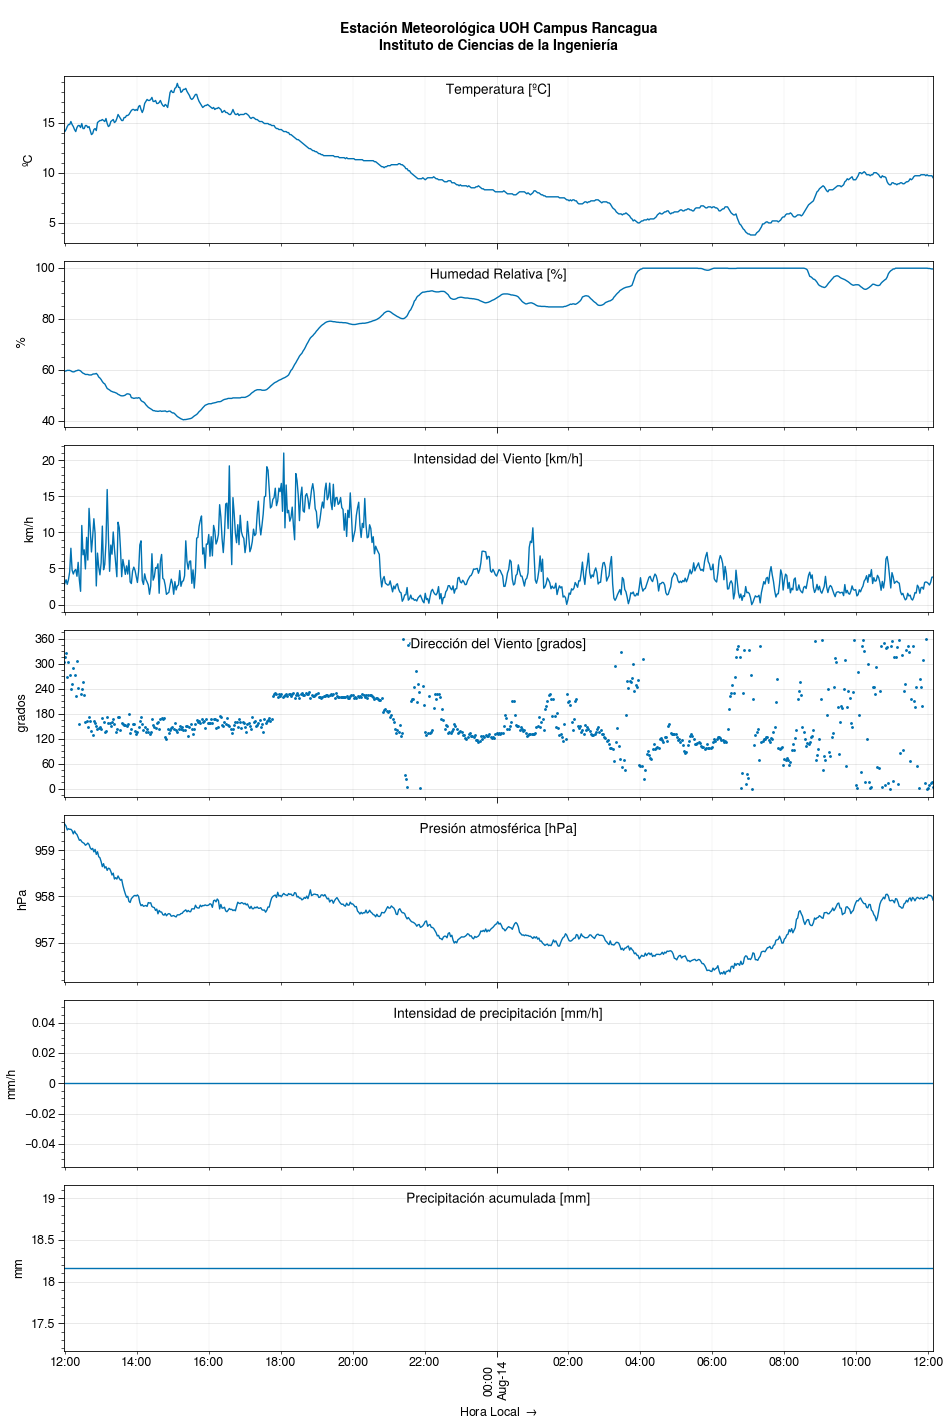 Estación Meteorológica UOH Campus Rancagua
Instituto de Ciencias de la Ingeniería
Temperatura [ºC]
ºC
15
10
5
Humedad Relativa [%]
%
100
80
60
40
Intensidad del Viento [km/h]
km/h
20
15
10
5
0
Dirección del Viento [grados]
grados
360
300
240
180
120
60
0
Presión atmosférica [hPa]
hPa
959
958
957
Intensidad de precipitación [mm/h]
mm/h
0.04
0.02
0
−0.02
−0.04
Precipitación acumulada [mm]
mm
19
18.5
18
17.5
12:00 14:00 16:00 18:00 20:00 22:00 00:00 02:00 04:00 06:00 08:00 10:00 12:00
Aug-14
Hora Local →